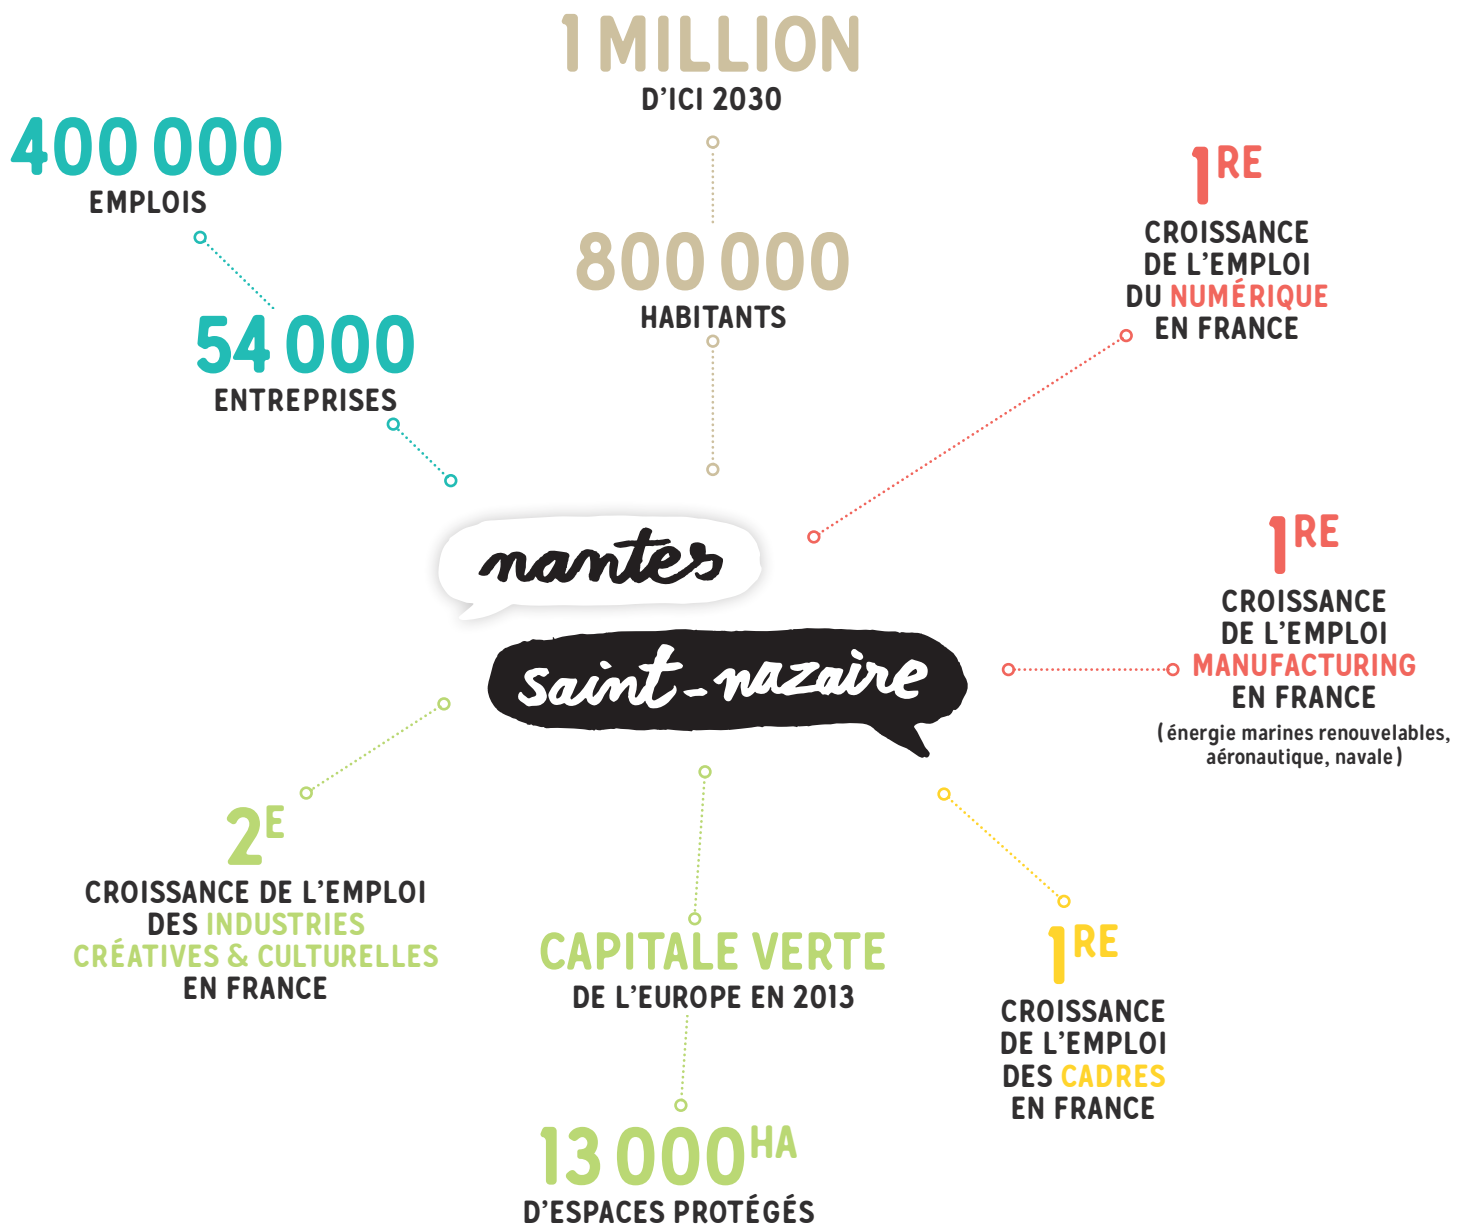 1 MILLION
D'ICI 2030
400 000
EMPLOIS
54 000
ENTREPRISES
800 000
HABITANTS
1RE
CROISSANCE
DE L'EMPLOI
DU NUMÉRIQUE
EN FRANCE
nantes
saint-nazaire
1RE
CROISSANCE
DE L'EMPLOI
MANUFACTURING
EN FRANCE
(énergie marines renouvelables,
aéronautique, navale)
2E
CROISSANCE DE L'EMPLOI
DES INDUSTRIES
CRÉATIVES & CULTURELLES
EN FRANCE
CAPITALE VERTE
DE L'EUROPE EN 2013
13 000HA
D'ESPACES PROTÉGÉS
1RE
CROISSANCE
DE L'EMPLOI
DES CADRES
EN FRANCE